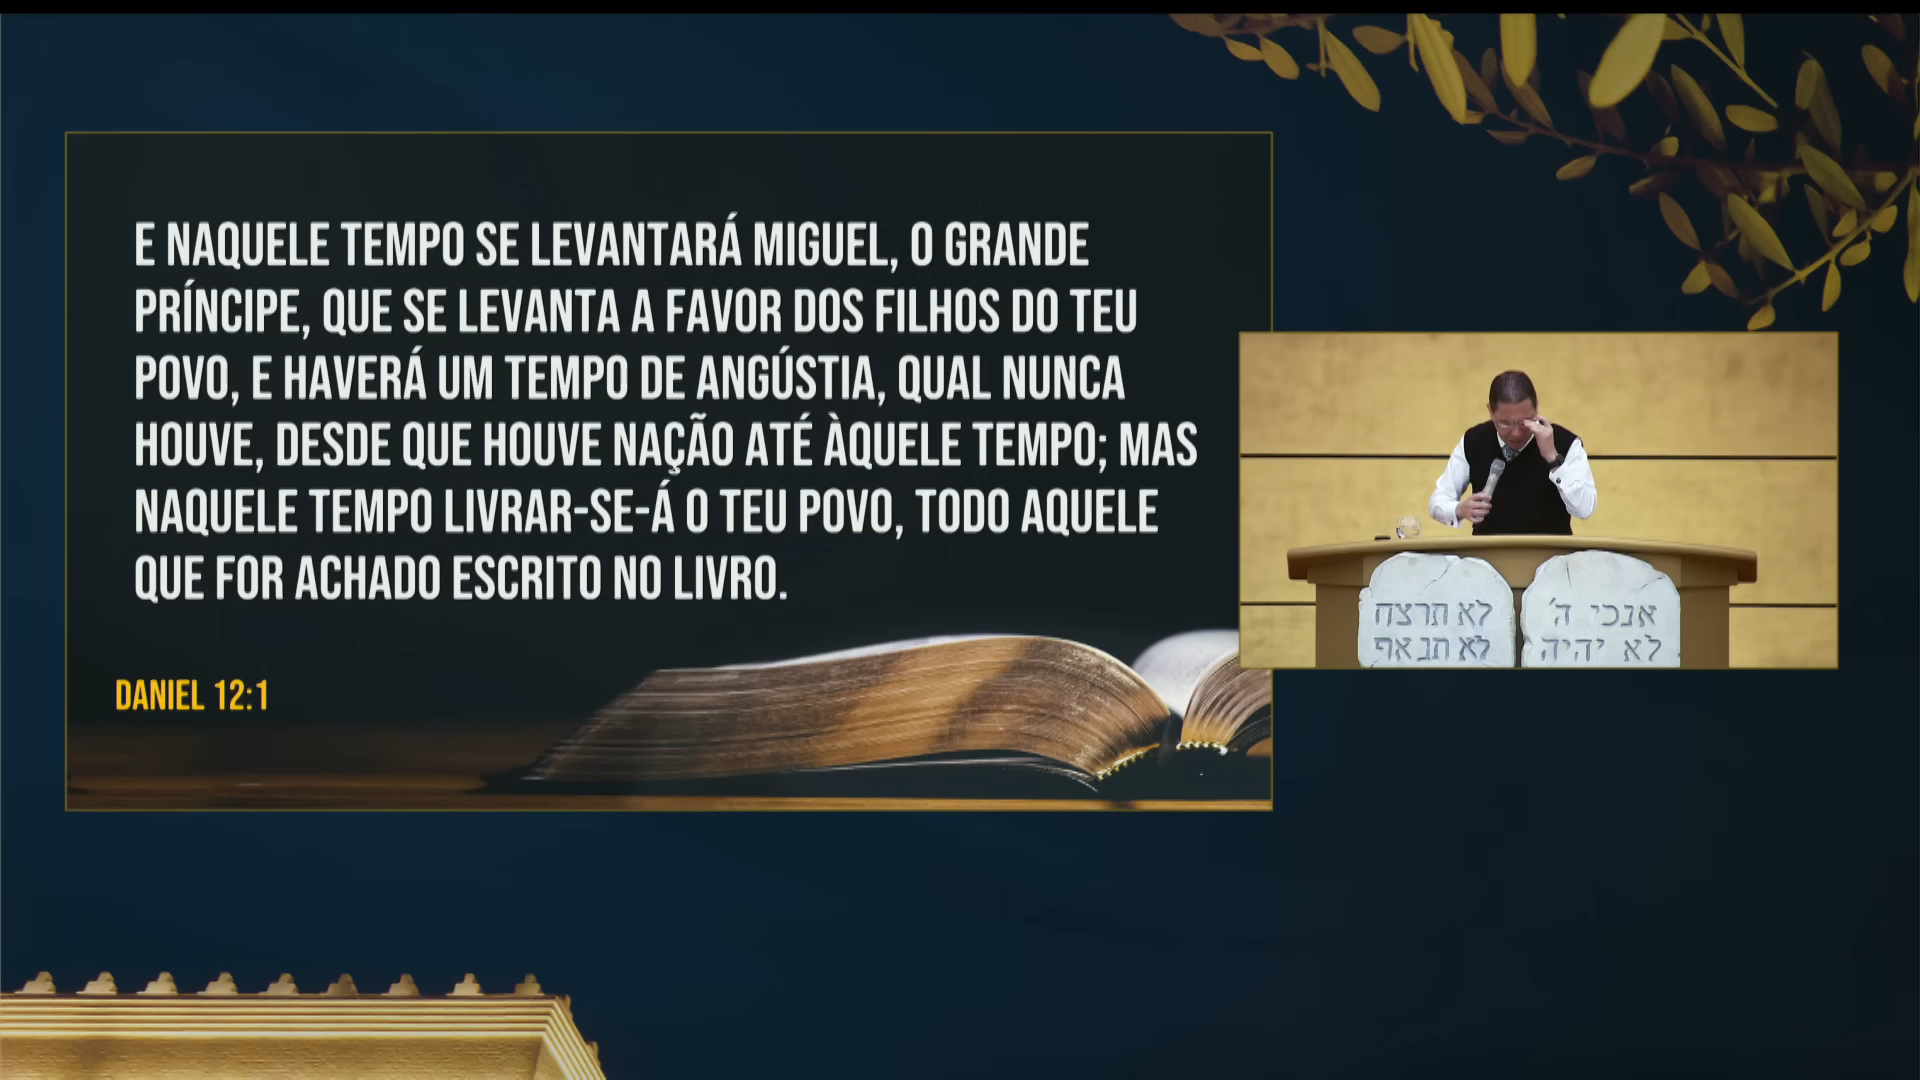 E NAQUELE TEMPO SE LEVANTARÁ MIGUEL, O GRANDE
PRÍNCIPE, QUE SE LEVANTA A FAVOR DOS FILHOS DO TEU
POVO, E HAVERÁ UM TEMPO DE ANGÚSTIA, QUAL NUNCA
HOUVE, DESDE QUE HOUVE NAÇÃO ATÉ ÀQUELE TEMPO; MAS
NAQUELE TEMPO LIVRAR-SE-Á O TEU POVO, TODO AQUELE
QUE FOR ACHADO ESCRITO NO LIVRO.
DANIEL 12:1
אנכי ה'
לא יהיה
לא תרצח
לא תנאף